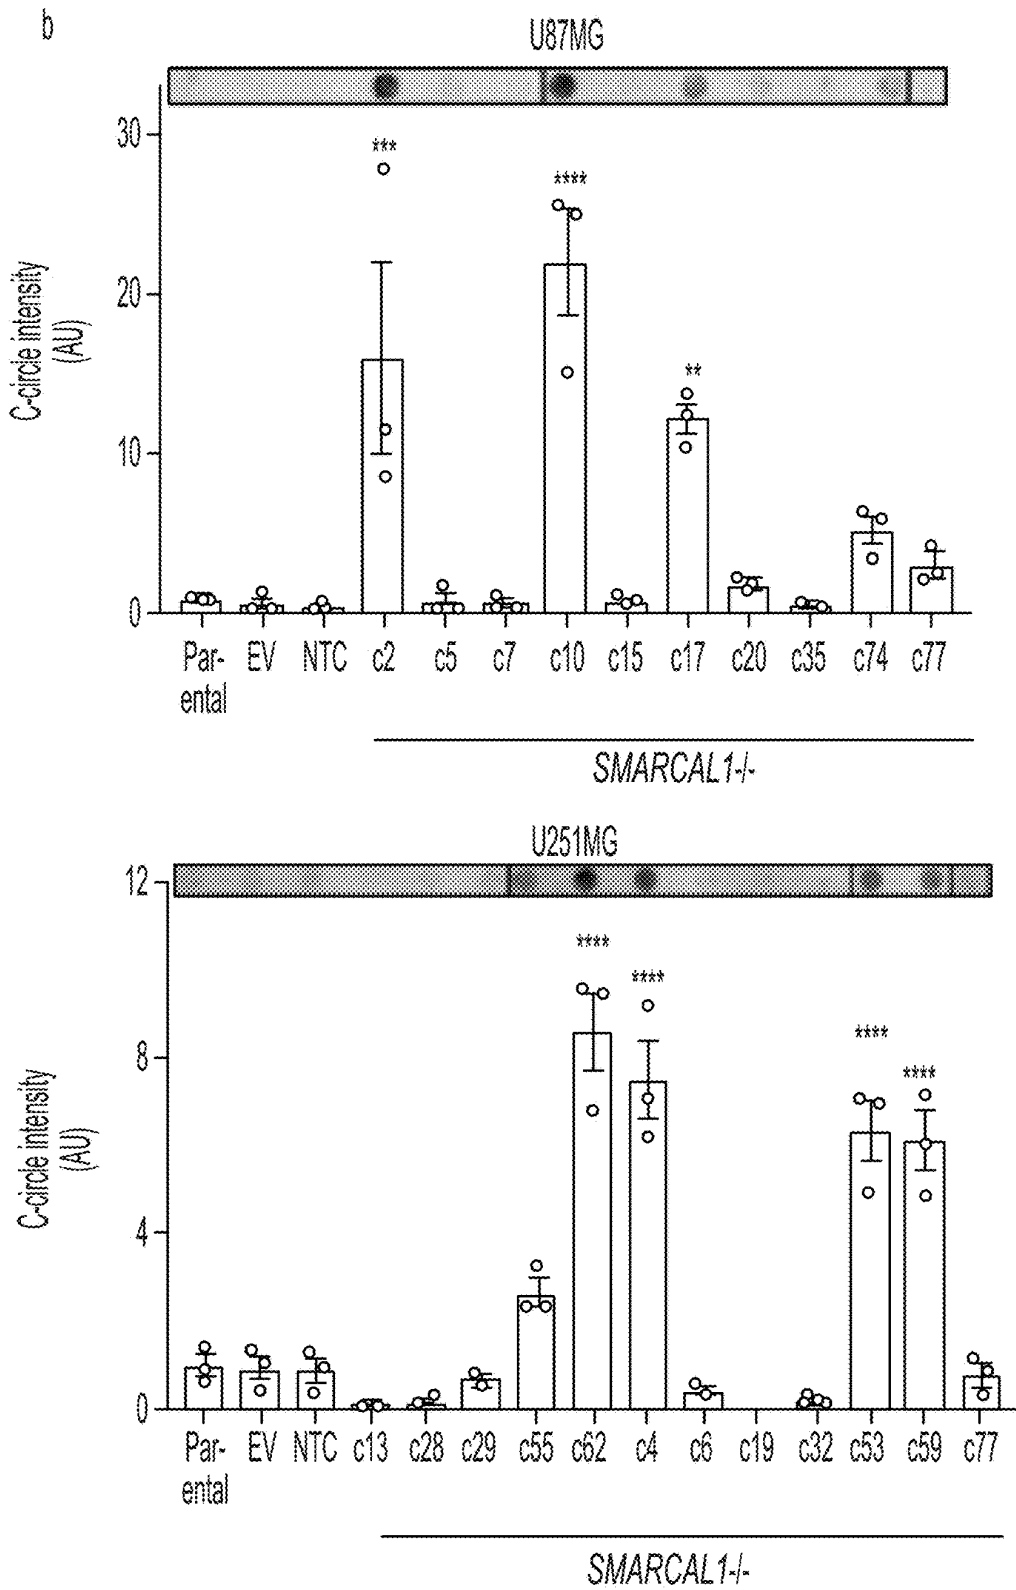 b
U87MG
30
20
10
0
C-circle intensity
(AU)
***
****
**
Par- EV NTC c2 c5 c7 c10 c15 c17 c20 c35 c74 c77
ental
SMARCAL1-/-
U251MG
12
8
4
0
C-circle intensity
(AU)
****
****
****
****
Par- EV NTC c13 c28 c29 c55 c62 c4 c6 c19 c32 c53 c59 c77
ental
SMARCAL1-/-